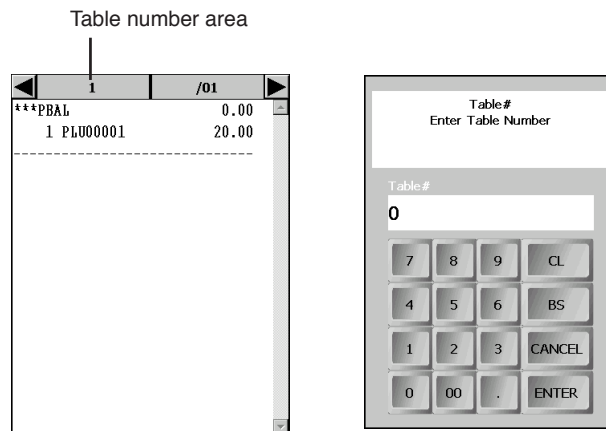 Table number area
1 /01
***PBAL 0.00
1 PLU00001 20.00
--------------------------------
Table#
Enter Table Number
Table#
0
7 8 9 CL
4 5 6 BS
1 2 3 CANCEL
0 00 . ENTER